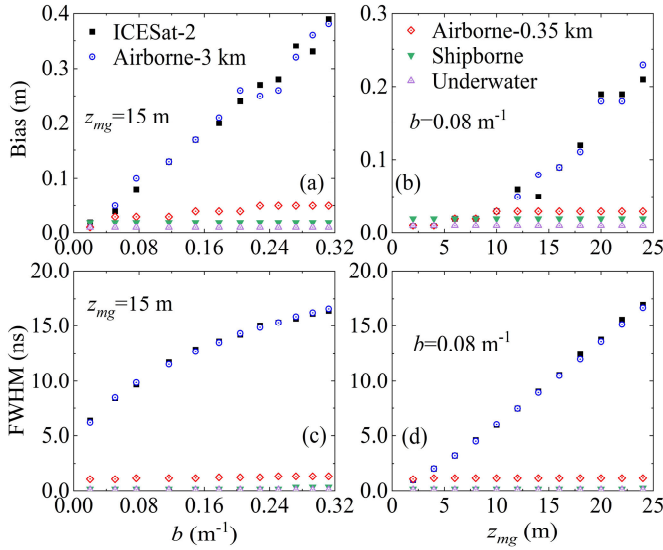 ICESat-2
Airborne-3 km
Airborne-0.35 km
Shipborne
Underwater
Bias (m)
0.4
0.3
0.2
0.1
0.0
z_mg=15 m
(a)
0.00 0.08 0.16 0.24 0.32
0.3
0.2
0.1
0.0
b=0.08 m⁻¹
(b)
0 5 10 15 20 25
FWHM (ns)
20.0
15.0
10.0
5.0
0.0
z_mg=15 m
(c)
0.00 0.08 0.16 0.24 0.32
b (m⁻¹)
20.0
15.0
10.0
5.0
0.0
b=0.08 m⁻¹
(d)
0 5 10 15 20 25
z_mg (m)